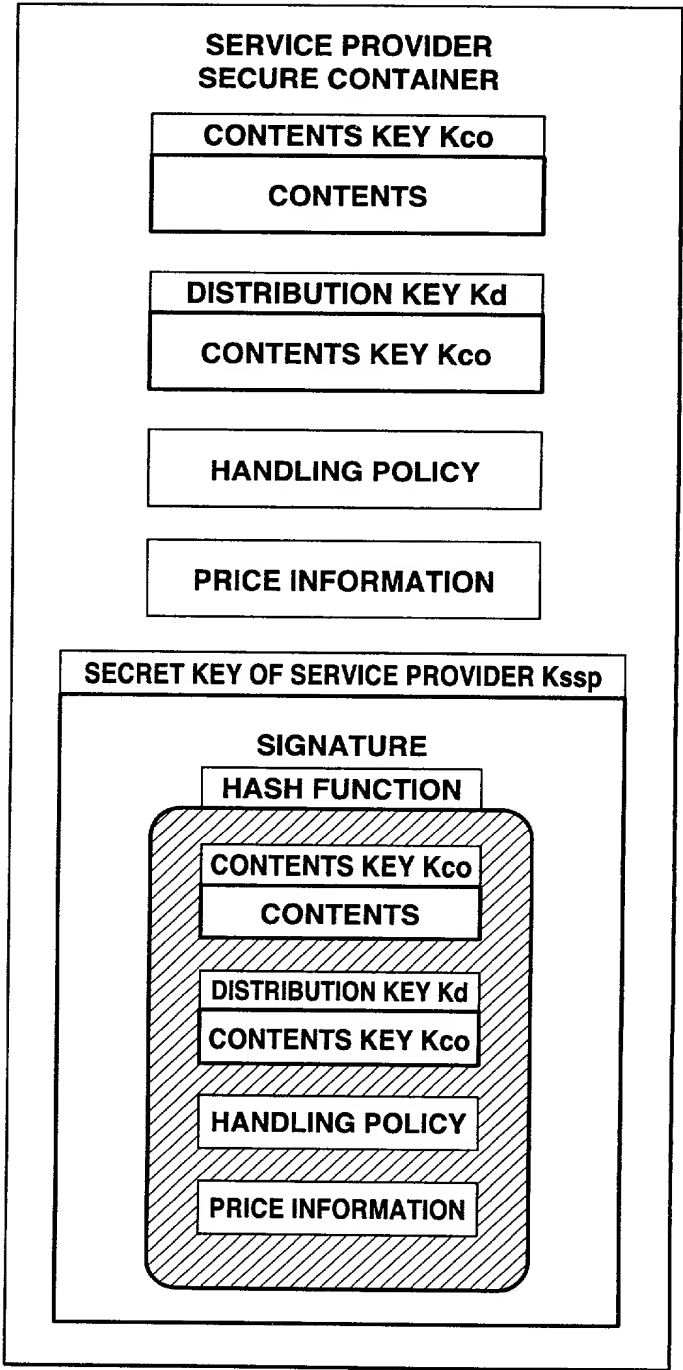 SERVICE PROVIDER
SECURE CONTAINER
CONTENTS KEY Kco
CONTENTS
DISTRIBUTION KEY Kd
CONTENTS KEY Kco
HANDLING POLICY
PRICE INFORMATION
SECRET KEY OF SERVICE PROVIDER Kssp
SIGNATURE
HASH FUNCTION
CONTENTS KEY Kco
CONTENTS
DISTRIBUTION KEY Kd
CONTENTS KEY Kco
HANDLING POLICY
PRICE INFORMATION